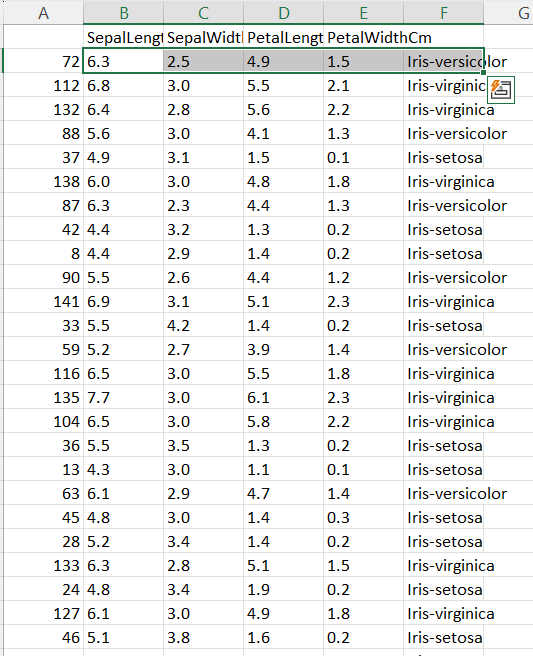 A B C D E F G
SepalLengt SepalWidtl PetalLengt PetalWidthCm
72 6.3 2.5 4.9 1.5 Iris-versicolor
112 6.8 3.0 5.5 2.1 Iris-virginic
132 6.4 2.8 5.6 2.2 Iris-virginica
88 5.6 3.0 4.1 1.3 Iris-versicolor
37 4.9 3.1 1.5 0.1 Iris-setosa
138 6.0 3.0 4.8 1.8 Iris-virginica
87 6.3 2.3 4.4 1.3 Iris-versicolor
42 4.4 3.2 1.3 0.2 Iris-setosa
8 4.4 2.9 1.4 0.2 Iris-setosa
90 5.5 2.6 4.4 1.2 Iris-versicolor
141 6.9 3.1 5.1 2.3 Iris-virginica
33 5.5 4.2 1.4 0.2 Iris-setosa
59 5.2 2.7 3.9 1.4 Iris-versicolor
116 6.5 3.0 5.5 1.8 Iris-virginica
135 7.7 3.0 6.1 2.3 Iris-virginica
104 6.5 3.0 5.8 2.2 Iris-virginica
36 5.5 3.5 1.3 0.2 Iris-setosa
13 4.3 3.0 1.1 0.1 Iris-setosa
63 6.1 2.9 4.7 1.4 Iris-versicolor
45 4.8 3.0 1.4 0.3 Iris-setosa
28 5.2 3.4 1.4 0.2 Iris-setosa
133 6.3 2.8 5.1 1.5 Iris-virginica
24 4.8 3.4 1.9 0.2 Iris-setosa
127 6.1 3.0 4.9 1.8 Iris-virginica
46 5.1 3.8 1.6 0.2 Iris-setosa